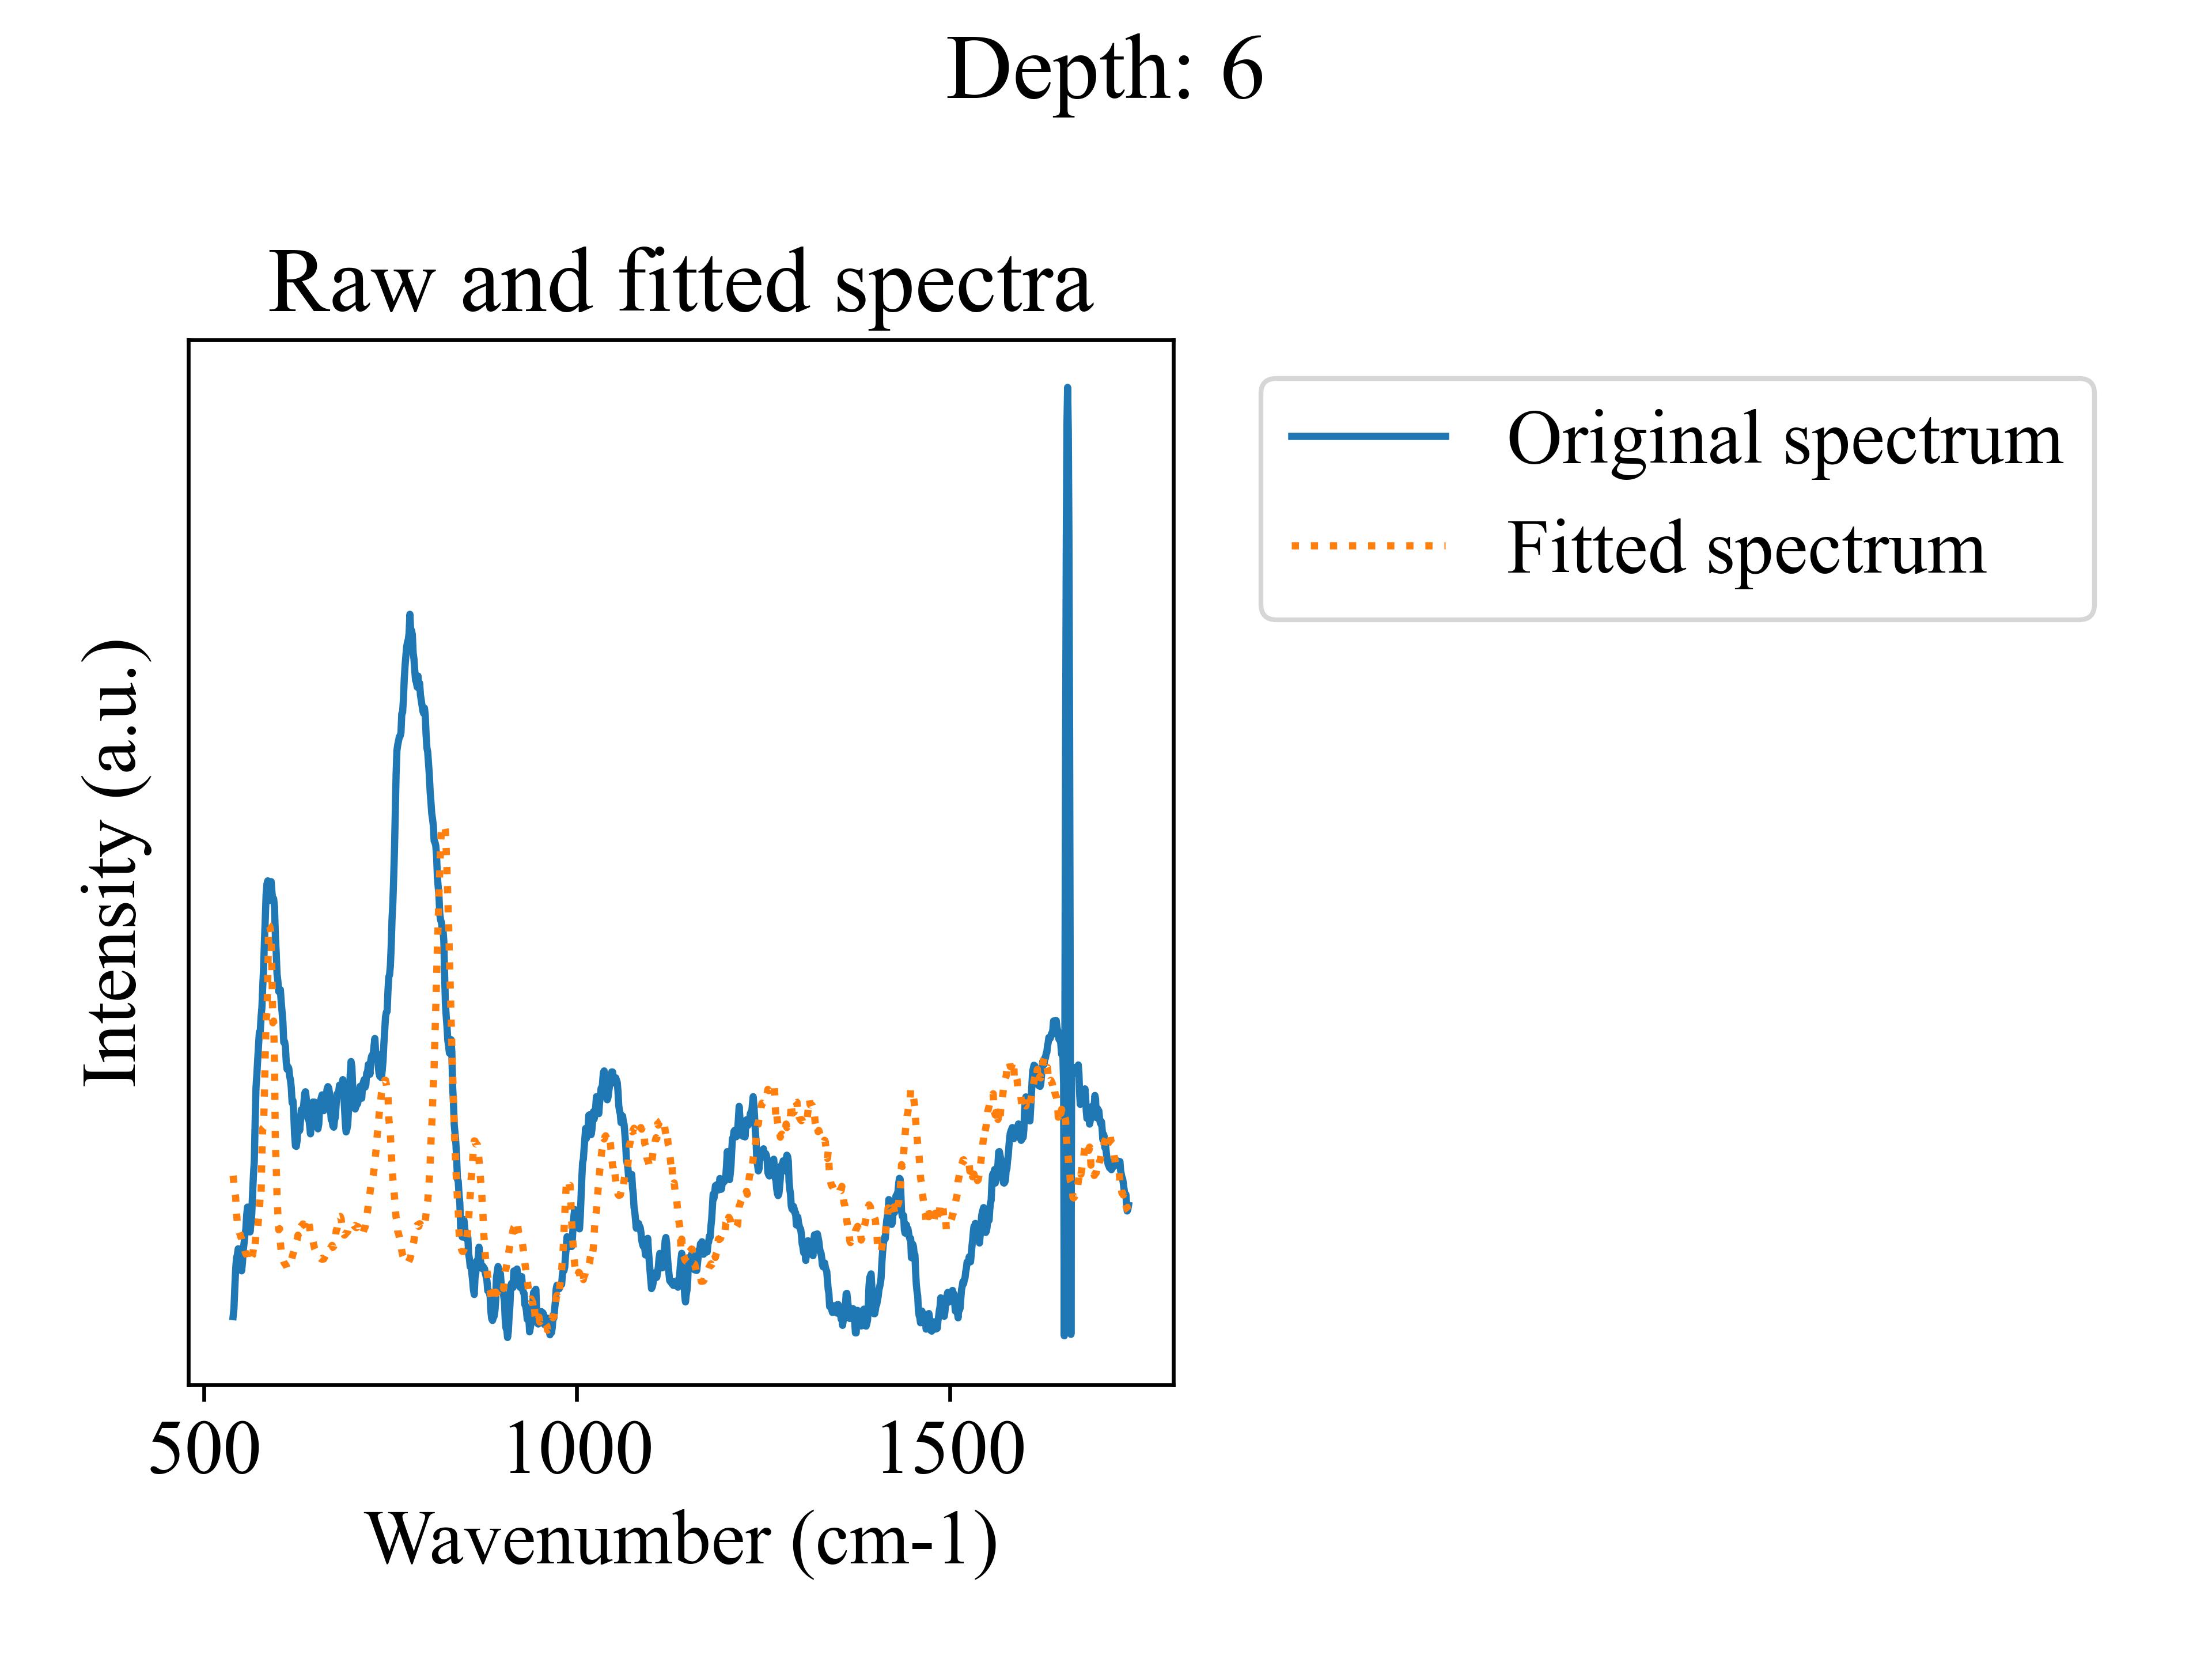 Depth: 6
Raw and fitted spectra
Original spectrum
Fitted spectrum
Intensity (a.u.)
500 1000 1500
Wavenumber (cm-1)